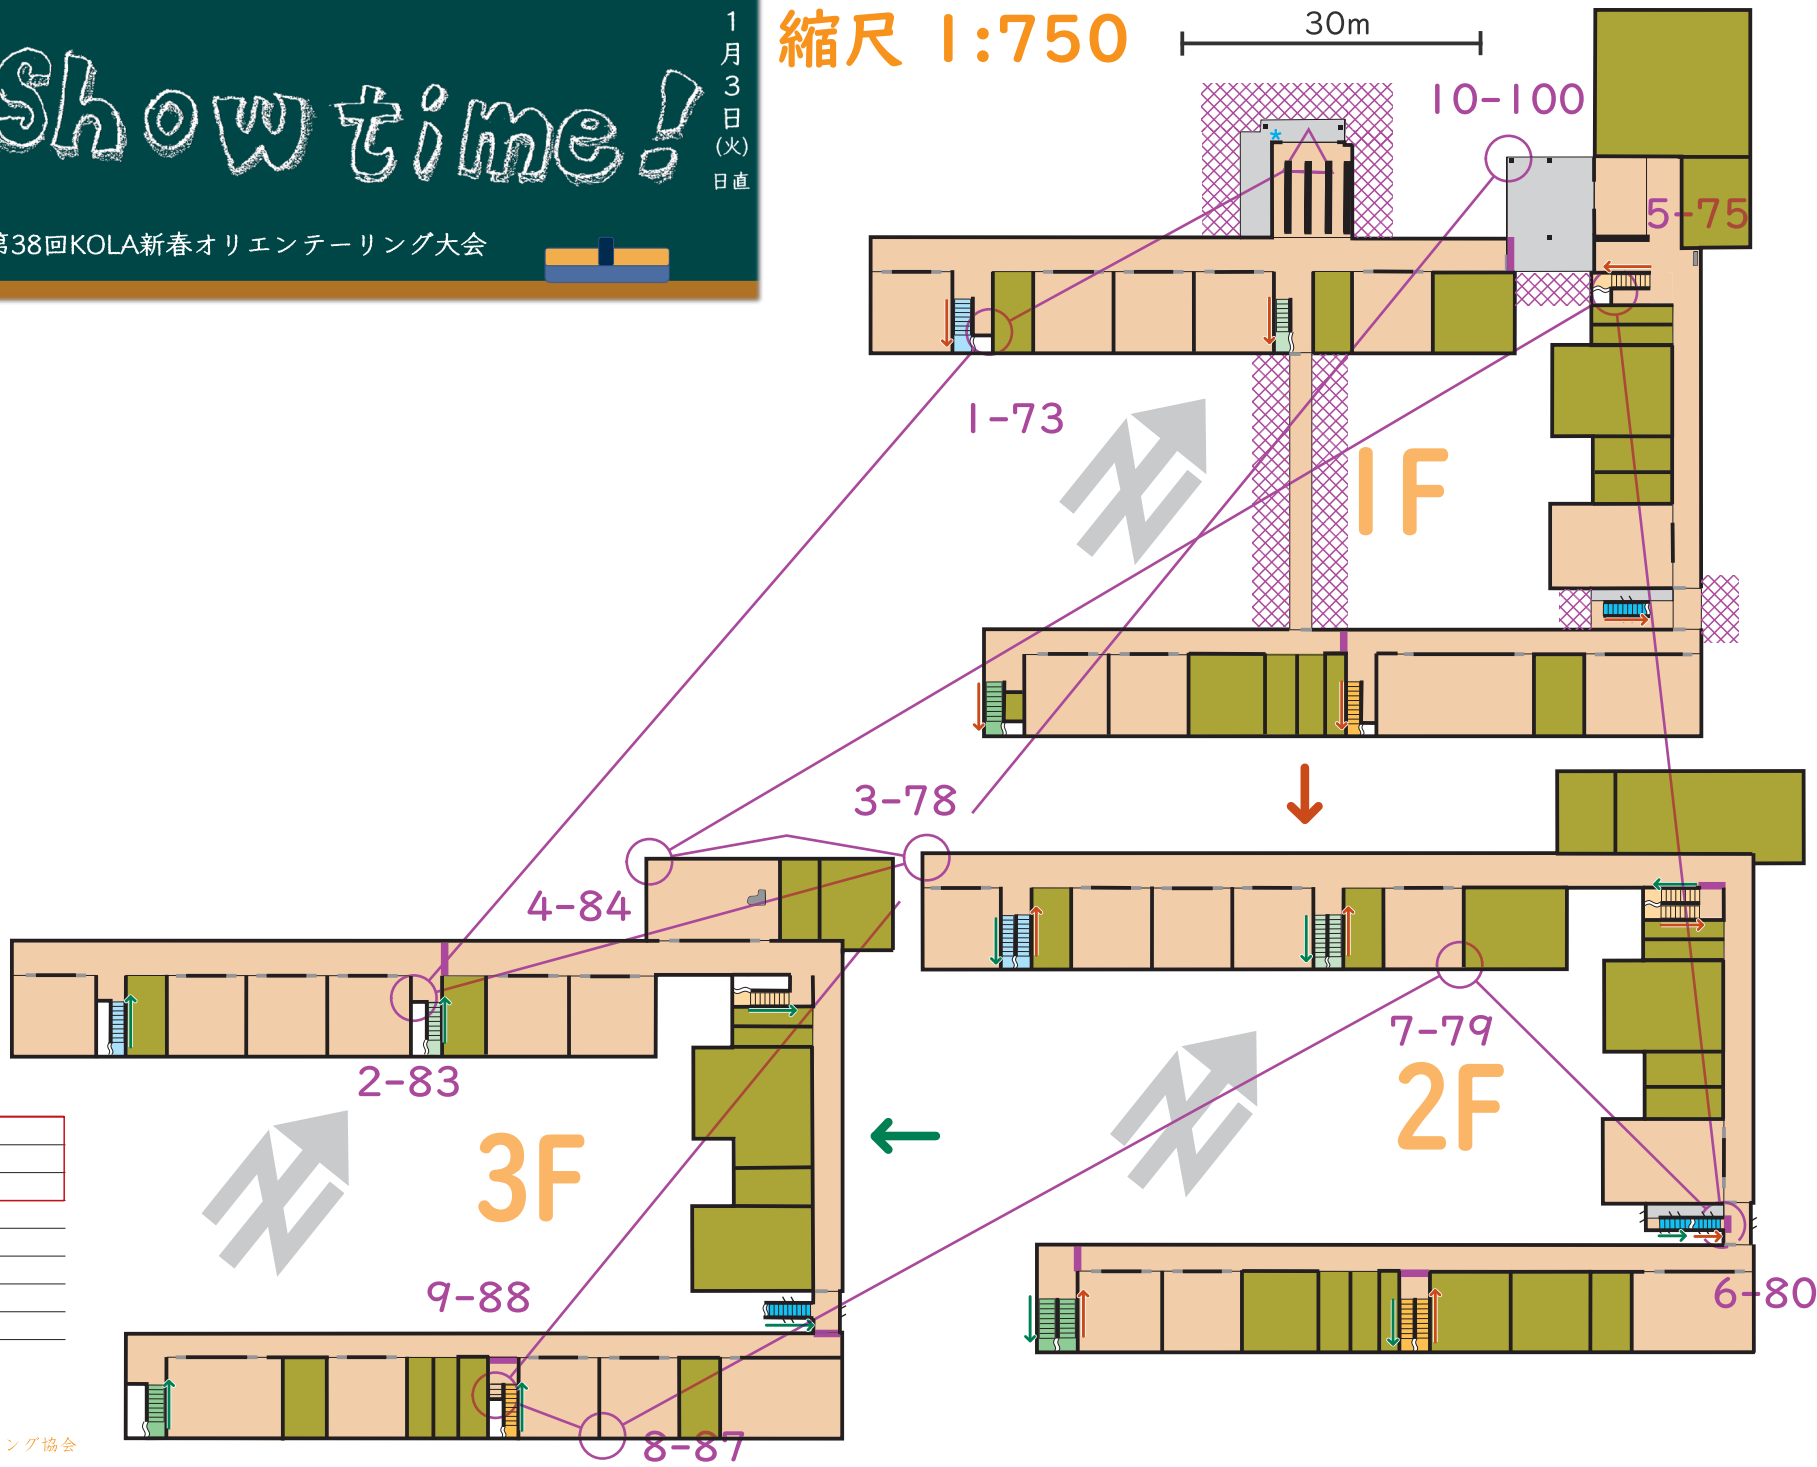 Show time!
1月3日(火)
日直
第38回KOLA新春オリエンテーリング大会
縮尺 1:750
30m
10-100
5-75
1-73
1F
3-78
4-84
2-83
7-79
2F
3F
6-80
9-88
8-87
ング協会